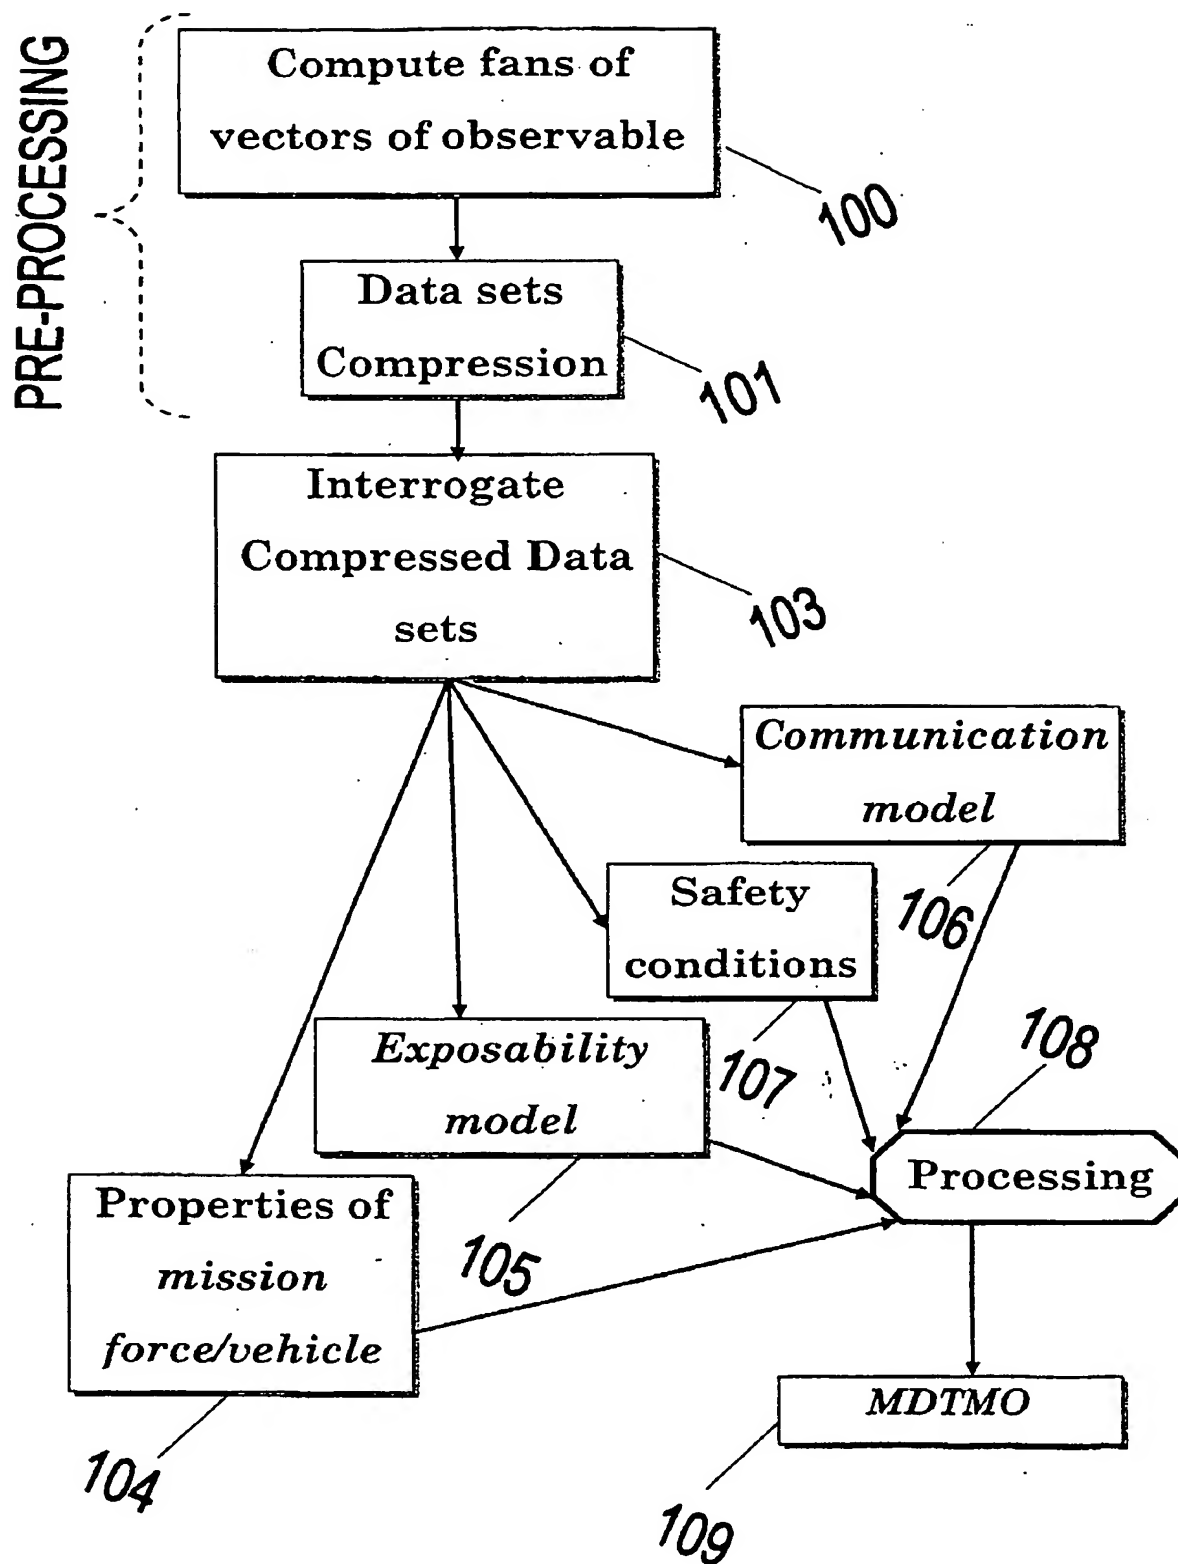 PRE-PROCESSING
Compute fans of
vectors of observable
100
Data sets
Compression
101
Interrogate
Compressed Data
sets
103
Communication
model
106
Safety
conditions
107
Exposability
model
105
108
Processing
Properties of
mission
force/vehicle
104
MDTMO
109